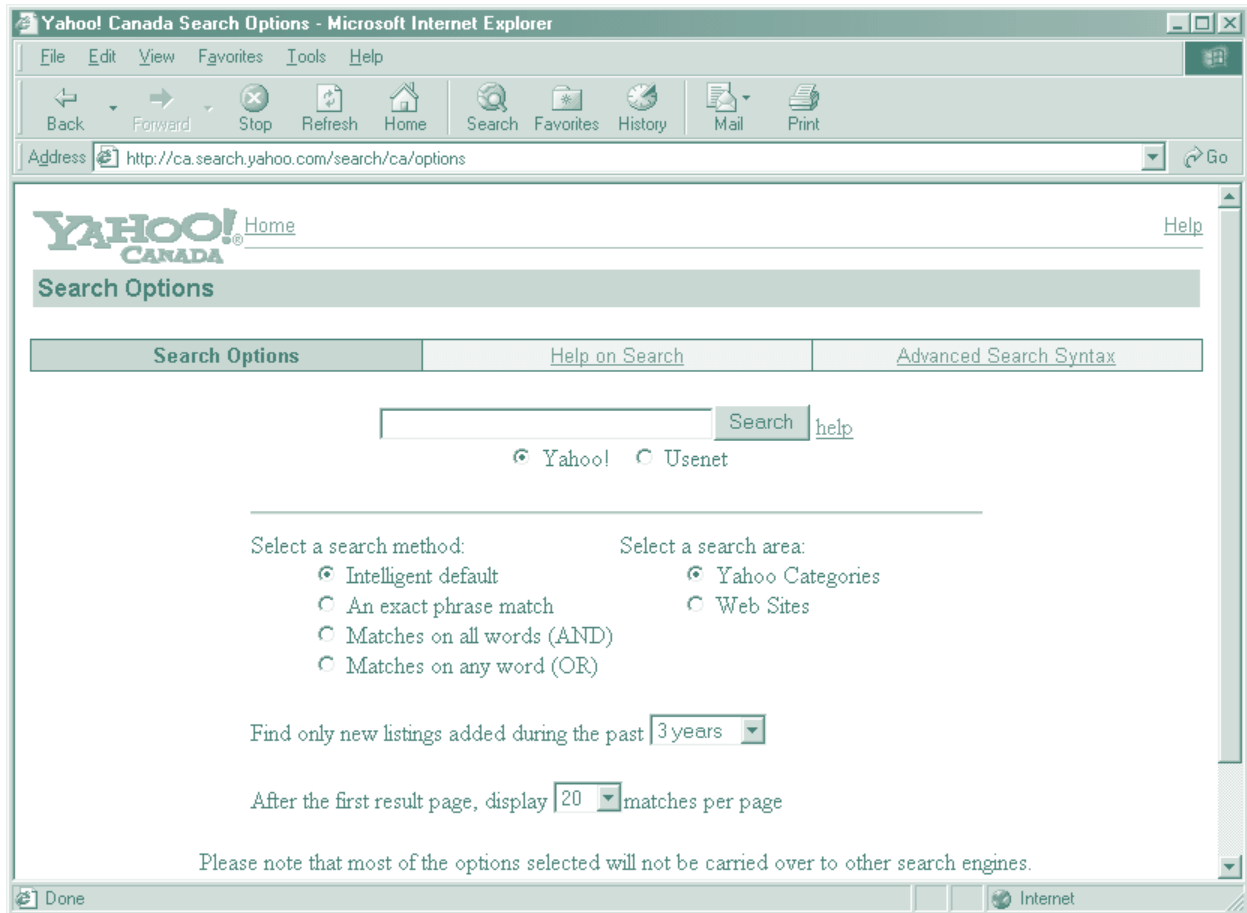 Yahoo! Canada Search Options - Microsoft Internet Explorer
File Edit View Favorites Tools Help
Back Forward Stop Refresh Home Search Favorites History Mail Print
Address http://ca.search.yahoo.com/search/ca/options Go
YAHOO!® Home Help
CANADA
Search Options
Search Options Help on Search Advanced Search Syntax
Search help
Yahoo! Usenet
Select a search method: Select a search area:
Intelligent default Yahoo Categories
An exact phrase match Web Sites
Matches on all words (AND)
Matches on any word (OR)
Find only new listings added during the past 3 years
After the first result page, display 20 matches per page
Please note that most of the options selected will not be carried over to other search engines.
Done Internet